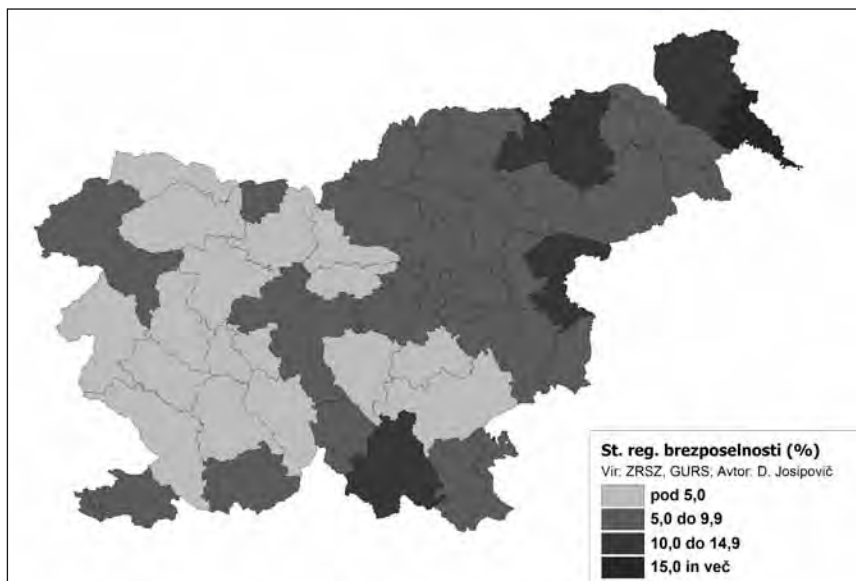 St. reg. brezposelnosti (%)
Vir: ZRSZ, GURS; Avtor: D. Josipovič
pod 5,0
5,0 do 9,9
10,0 do 14,9
15,0 in več